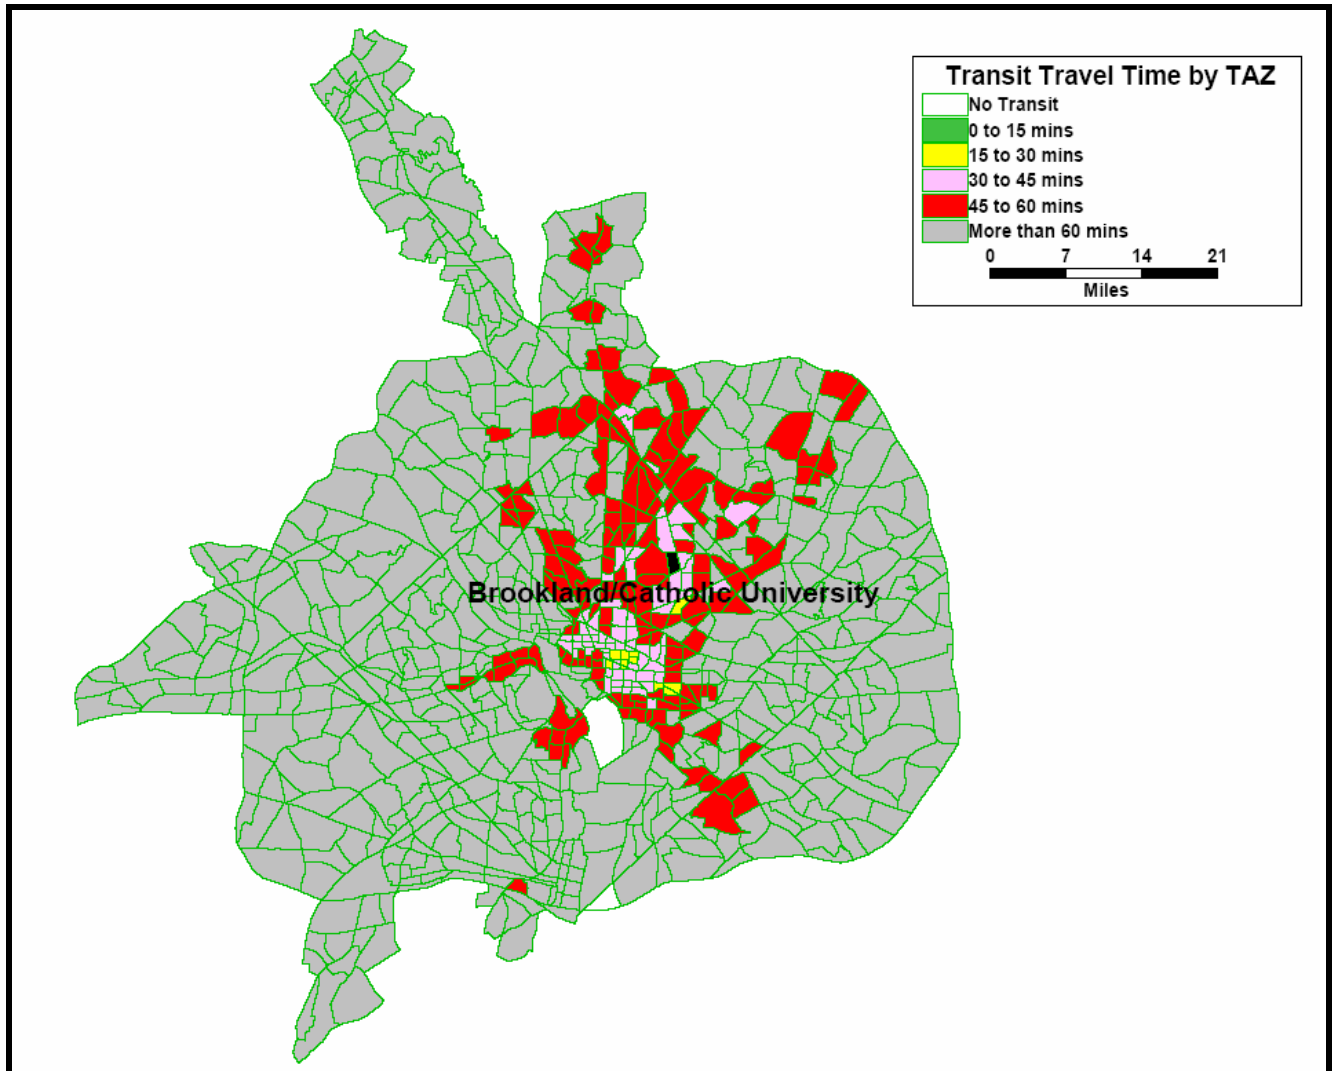 Transit Travel Time by TAZ
No Transit
0 to 15 mins
15 to 30 mins
30 to 45 mins
45 to 60 mins
More than 60 mins
0 7 14 21
Miles
Brookland/Catholic University